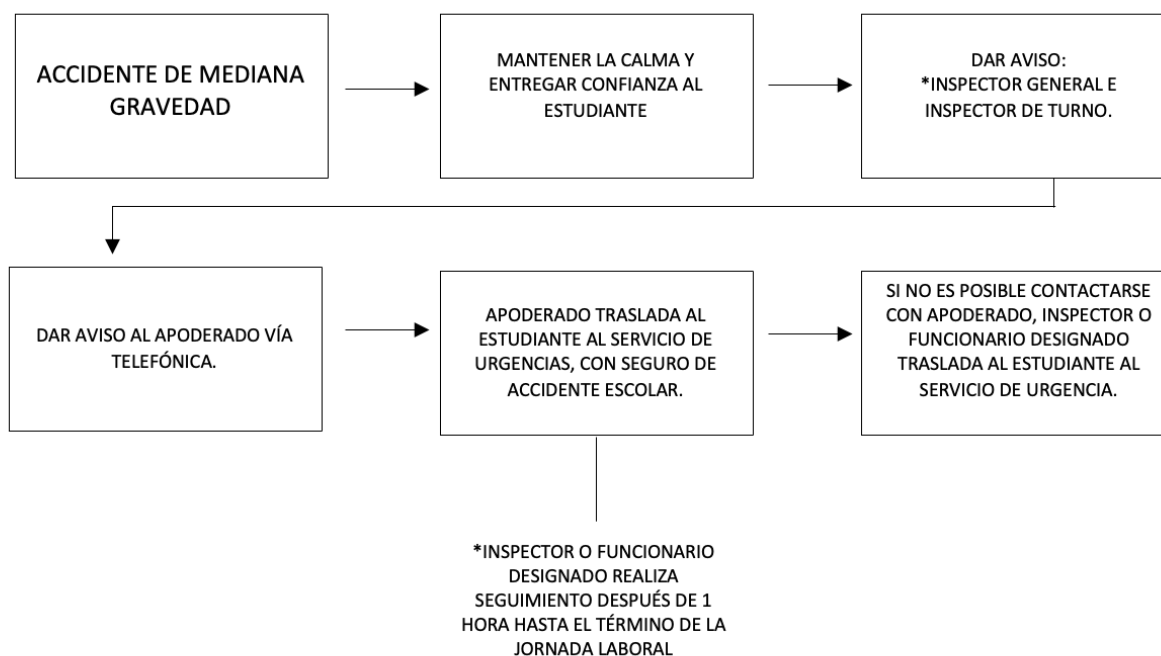 ACCIDENTE DE MEDIANA
GRAVEDAD
MANTENER LA CALMA Y
ENTREGAR CONFIANZA AL
ESTUDIANTE
DAR AVISO:
*INSPECTOR GENERAL E
INSPECTOR DE TURNO.
DAR AVISO AL APODERADO VÍA
TELEFÓNICA.
APODERADO TRASLADA AL
ESTUDIANTE AL SERVICIO DE
URGENCIAS, CON SEGURO DE
ACCIDENTE ESCOLAR.
SI NO ES POSIBLE CONTACTARSE
CON APODERADO, INSPECTOR O
FUNCIONARIO DESIGNADO
TRASLADA AL ESTUDIANTE AL
SERVICIO DE URGENCIA.
*INSPECTOR O FUNCIONARIO
DESIGNADO REALIZA
SEGUIMIENTO DESPUÉS DE 1
HORA HASTA EL TÉRMINO DE LA
JORNADA LABORAL